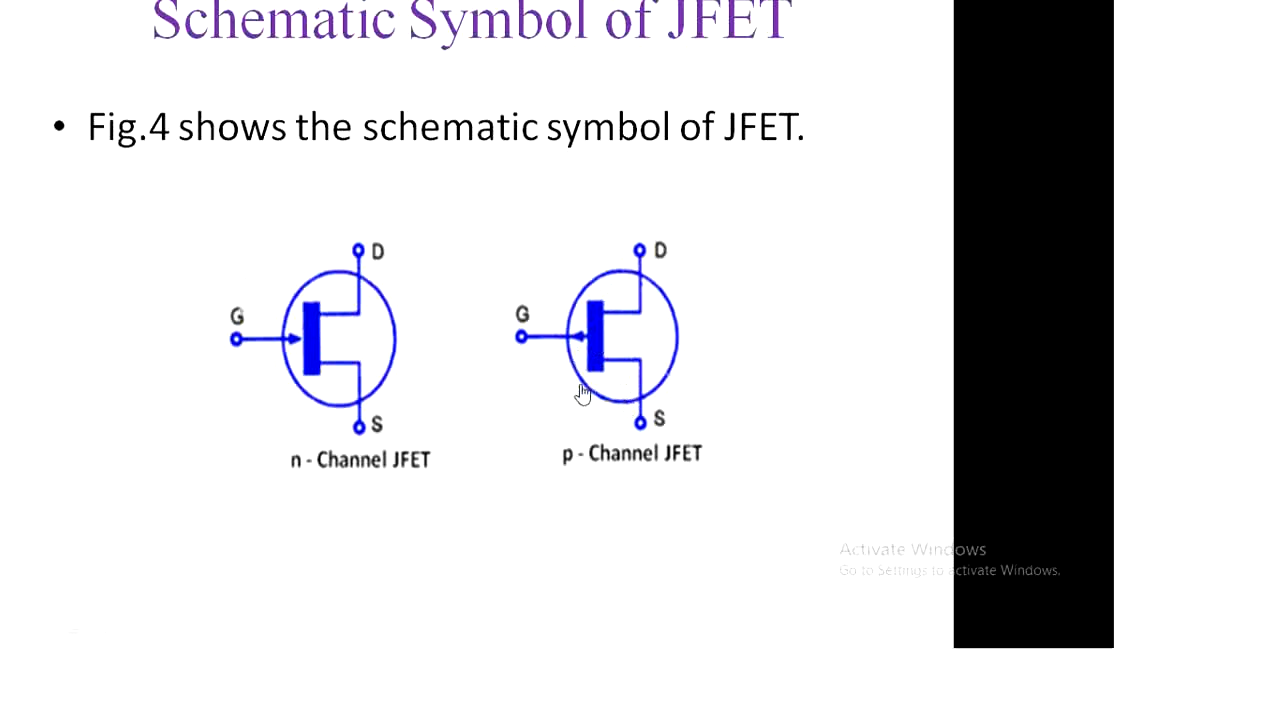 Schematic Symbol of JFET
• Fig.4 shows the schematic symbol of JFET.
D
D
G
G
S
S
n - Channel JFET
p - Channel JFET
Activate Windows
Go to Settings to activate Windows.